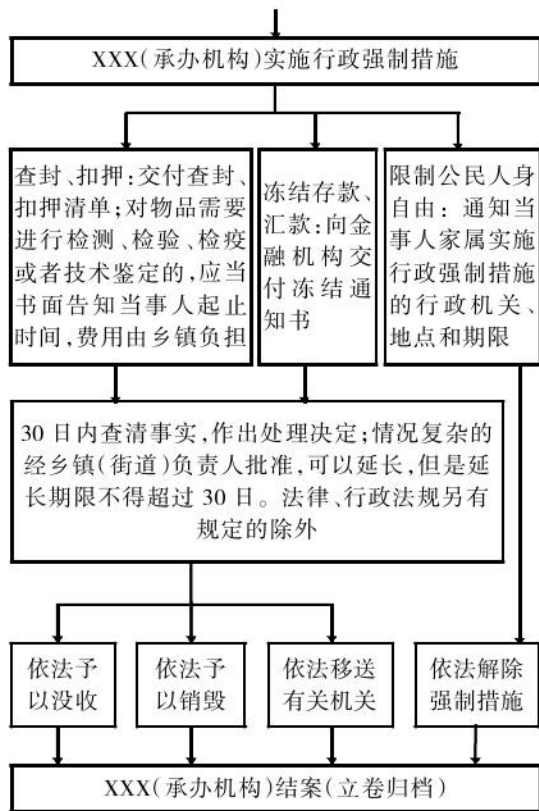 XXX(承办机构)实施行政强制措施
查封、扣押:交付查封、
扣押清单;对物品需要
进行检测、检验、检疫
或者技术鉴定的,应当
书面告知当事人起止
时间,费用由乡镇负担
冻结存款、
汇款:向金
融机构交
付冻结通
知书
限制公民人身
自由:通知当
事人家属实施
行政强制措施
的行政机关、
地点和期限
30日内查清事实,作出处理决定;情况复杂的
经乡镇(街道)负责人批准,可以延长,但是延
长期限不得超过30日。法律、行政法规另有
规定的除外
依法予
以没收
依法予
以销毁
依法移送
有关机关
依法解除
强制措施
XXX(承办机构)结案(立卷归档)